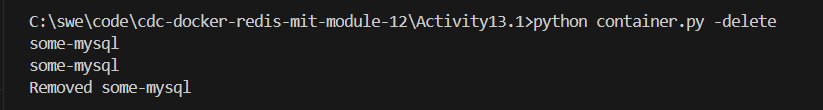 C:\swe\code\cdc-docker-redis-mit-module-12\Activity13.1>python container.py -delete
some-mysql
some-mysql
Removed some-mysql